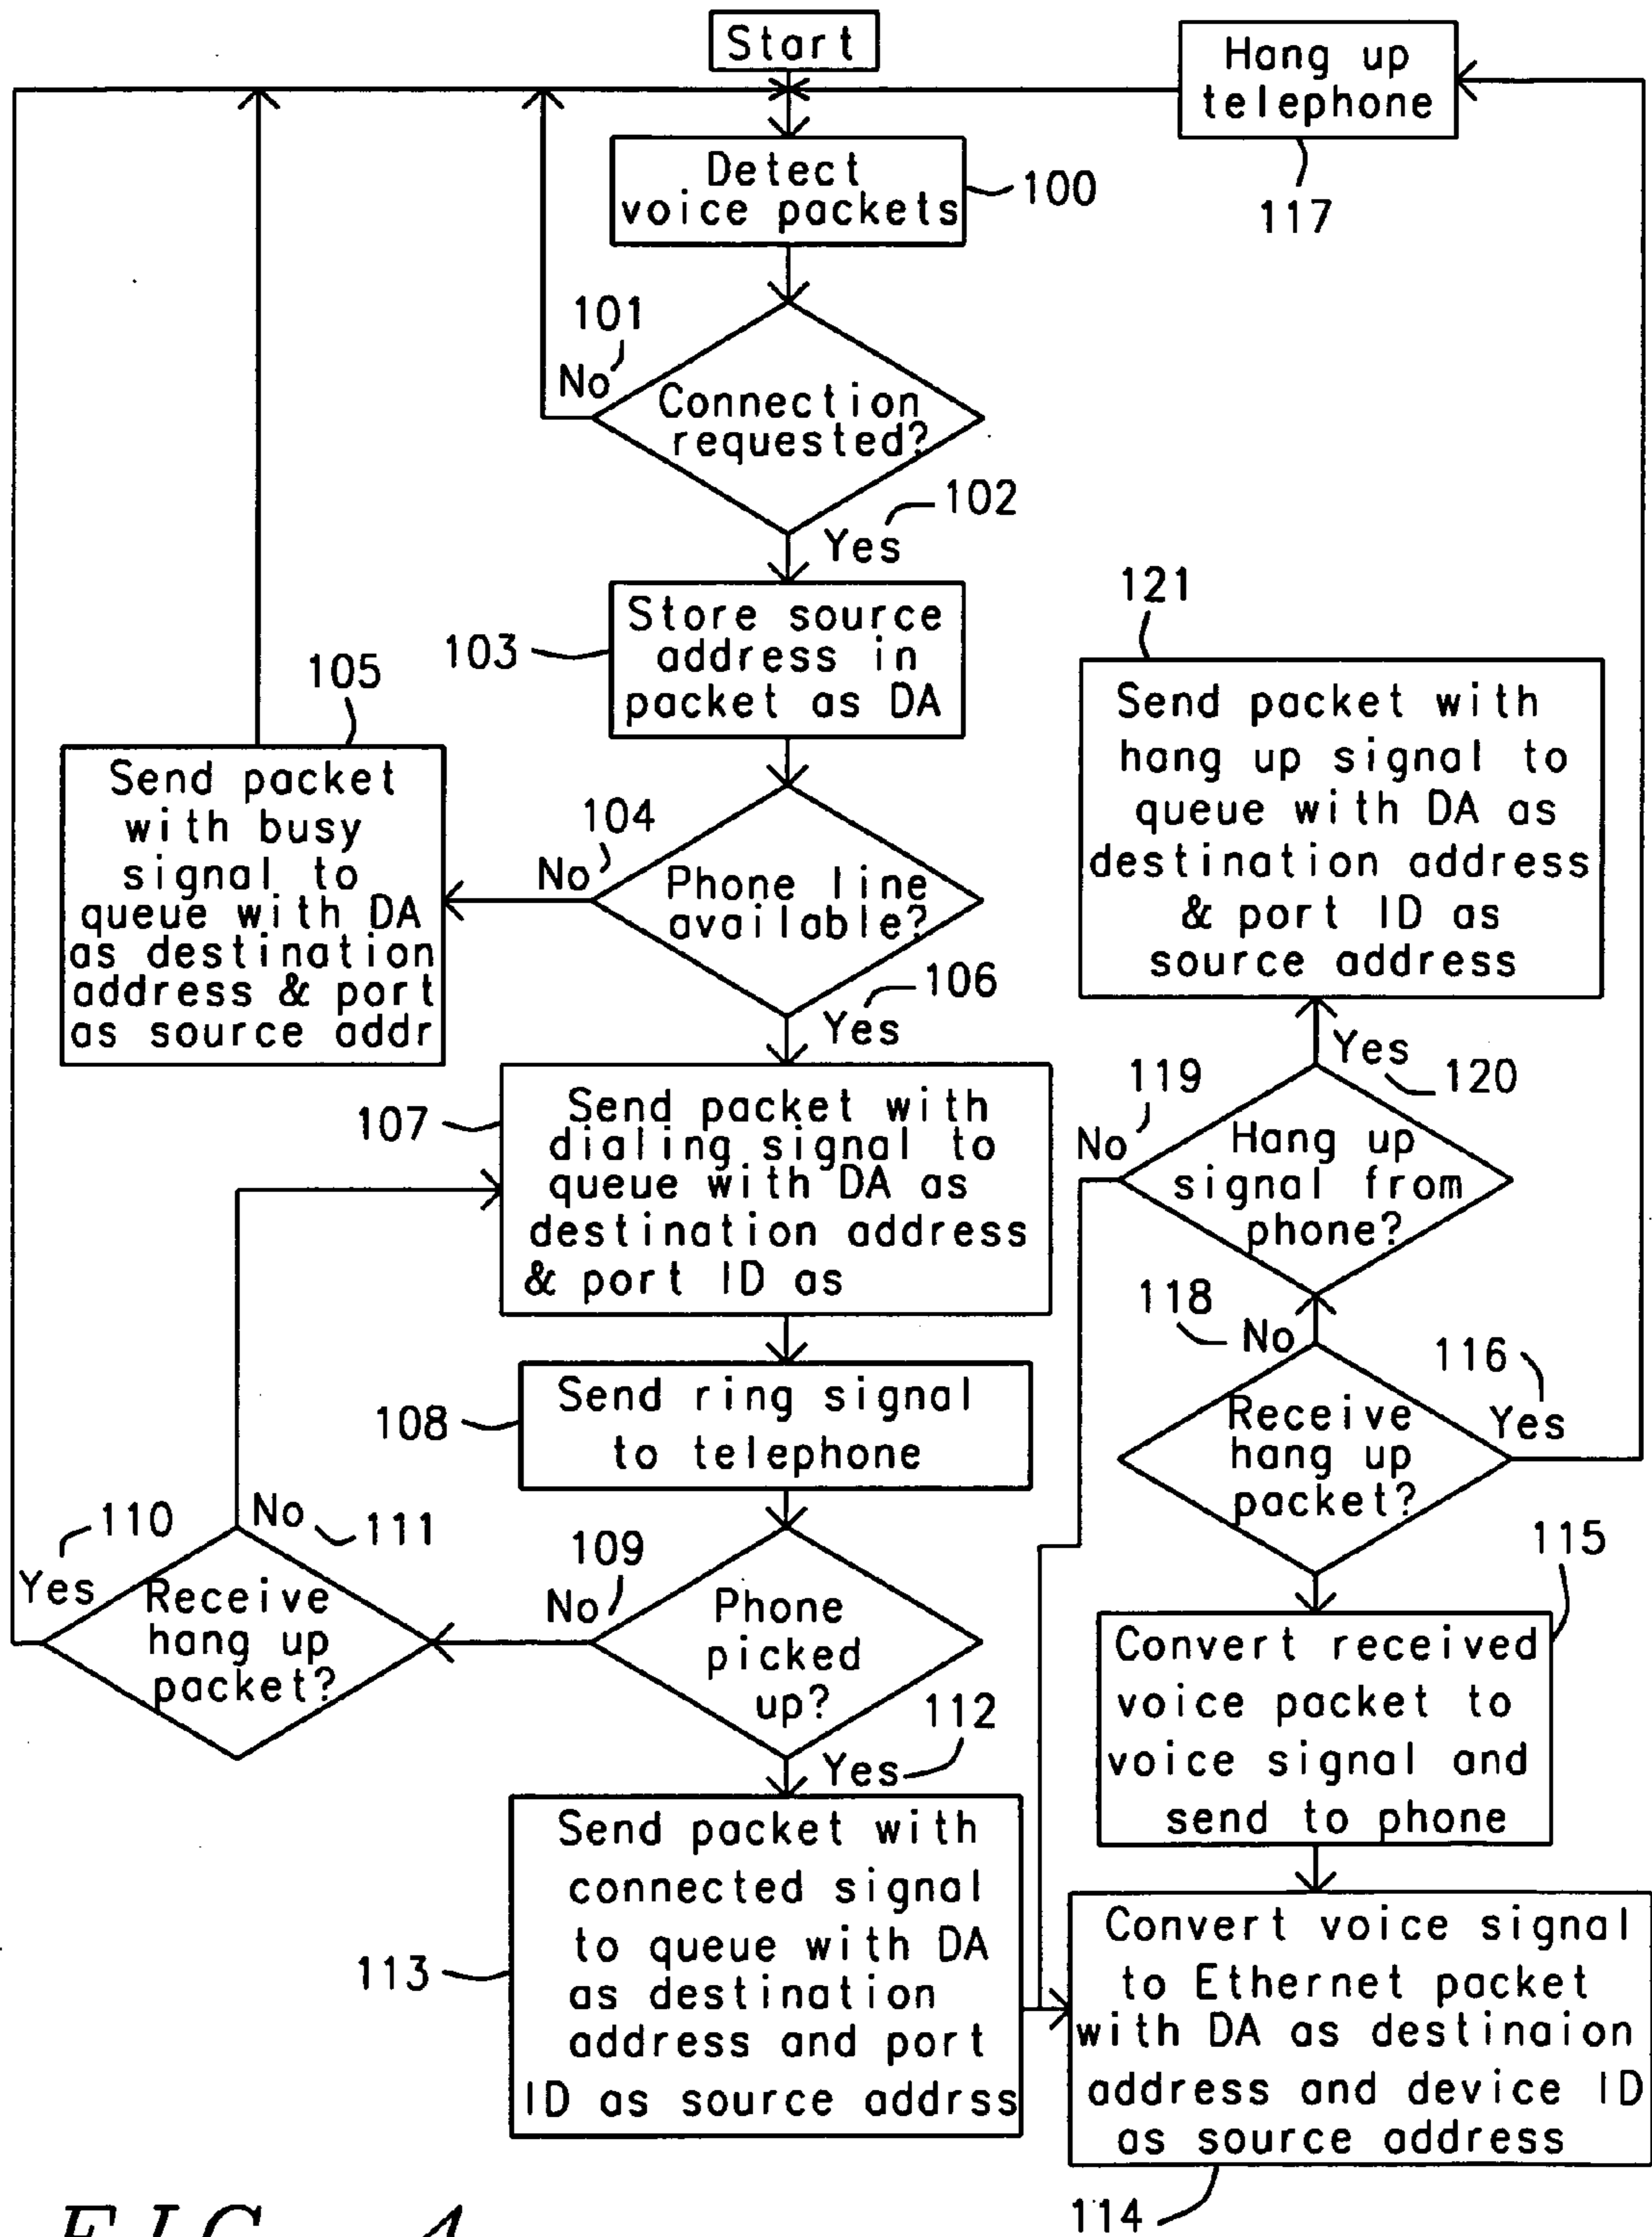 Start
Hang up
telephone
117
Detect
voice packets
100
101
No
Connection
requested?
102
Yes
103
Store source
address in
packet as DA
105
Send packet
with busy
signal to
queue with DA
as destination
address & port
as source addr
104
No
Phone line
available?
106
Yes
107
Send packet with
dialing signal to
queue with DA as
destination address
& port ID as
108
Send ring signal
to telephone
109
No
Phone
picked
up?
110
Yes
No
111
Receive
hang up
packet?
112
Yes
113
Send packet with
connected signal
to queue with DA
as destination
address and port
ID as source addrss
121
Send packet with
hang up signal to
queue with DA as
destination address
& port ID as
source address
Yes
120
119
No
Hang up
signal from
phone?
118
No
116
Yes
Receive
hang up
packet?
115
Convert received
voice packet to
voice signal and
send to phone
Convert voice signal
to Ethernet packet
with DA as destinaion
address and device ID
as source address
114
FIG. 4